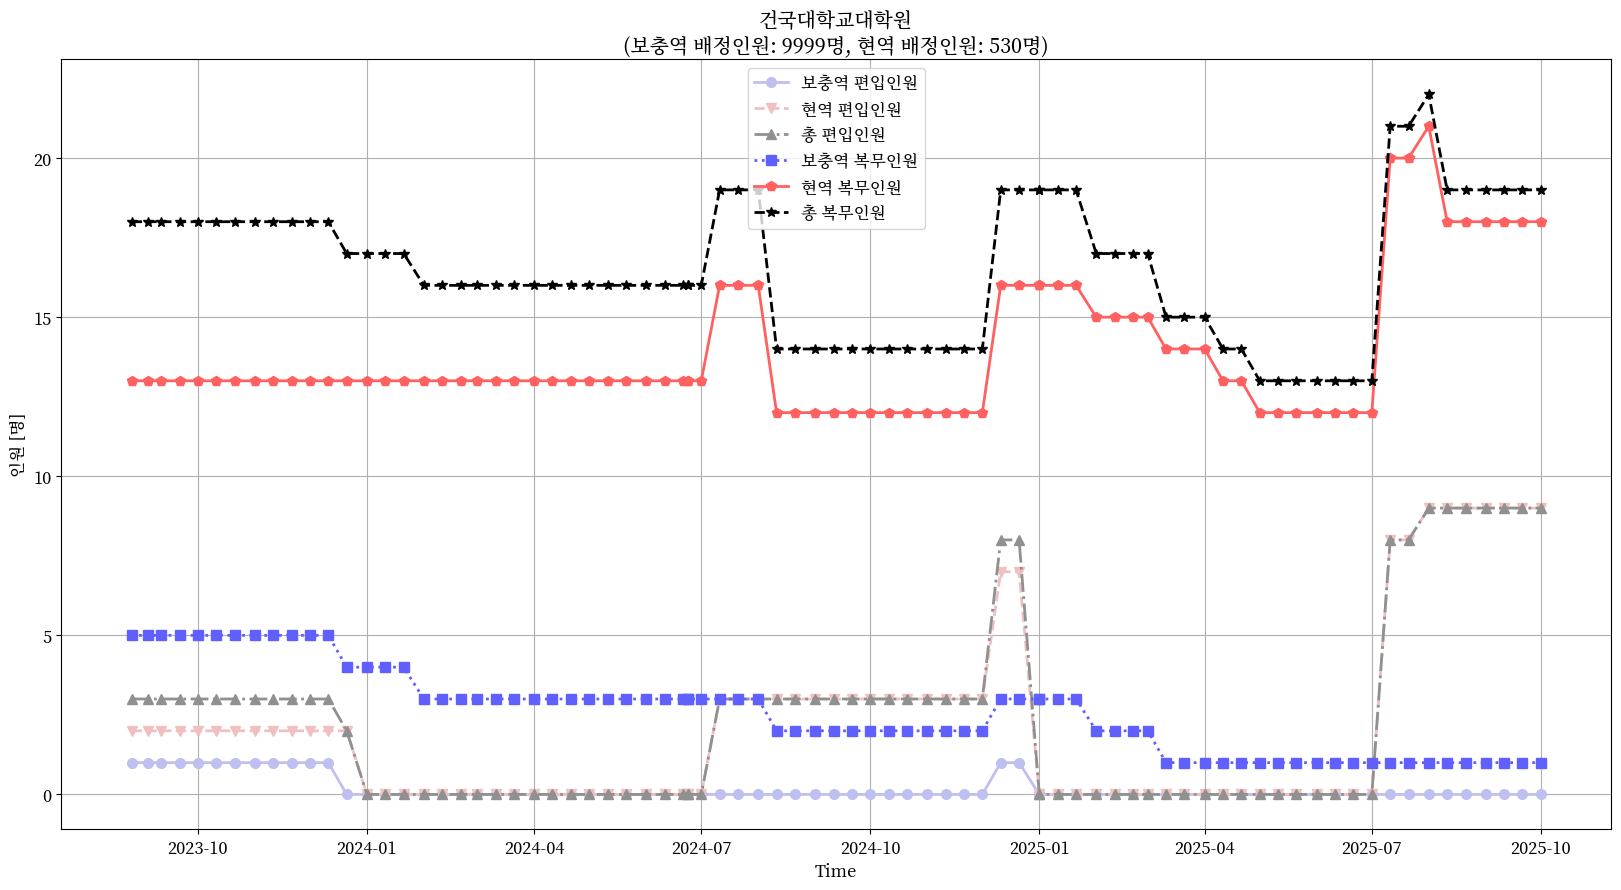 건국대학교대학원
(보충역 배정인원: 9999명, 현역 배정인원: 530명)
보충역 편입인원
현역 편입인원
총 편입인원
보충역 복무인원
현역 복무인원
총 복무인원
인원 [명]
20
15
10
5
0
2023-10
2024-01
2024-04
2024-07
2024-10
2025-01
2025-04
2025-07
2025-10
Time